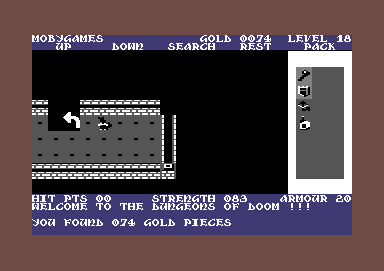 MOBYGAMES GOLD 0074 LEVEL 18
UP DOWN SEARCH REST PACK
HIT PTS 00 STRENGTH 083 ARMOUR 20
WELCOME TO THE DUNGEONS OF DOOM !!!
YOU FOUND 074 GOLD PIECES